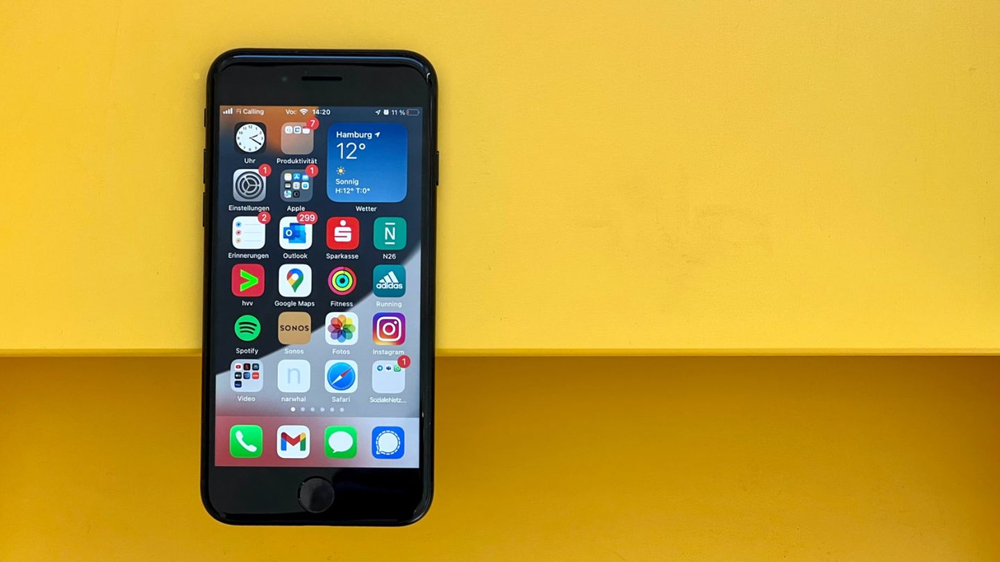 Fi Calling Voc 14:20 11 %
7
Uhr
Produktivität
Hamburg
12°
Sonnig
H:12° T:0°
Wetter
1
1
Einstellungen
Apple
2
299
Erinnerungen
Outlook
Sparkasse
N
N26
hvv
Google Maps
Fitness
adidas
Running
Spotify
SONOS
Sonos
Fotos
Instagram
1
Video
n
narwhal
Safari
SozialeNetz...